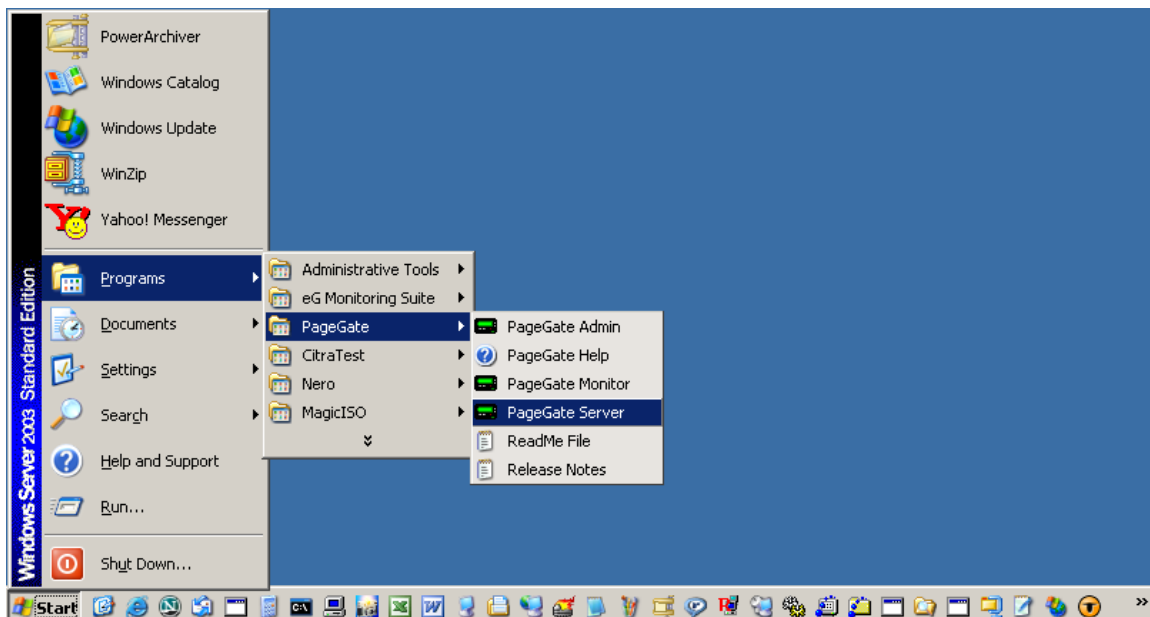 PowerArchiver
Windows Catalog
Windows Update
WinZip
Yahoo! Messenger
Programs
Documents
Settings
Search
Help and Support
Run...
Shut Down...
Windows Server 2003 Standard Edition
Administrative Tools
eG Monitoring Suite
PageGate
CitraTest
Nero
MagicISO
PageGate Admin
PageGate Help
PageGate Monitor
PageGate Server
ReadMe File
Release Notes
Start